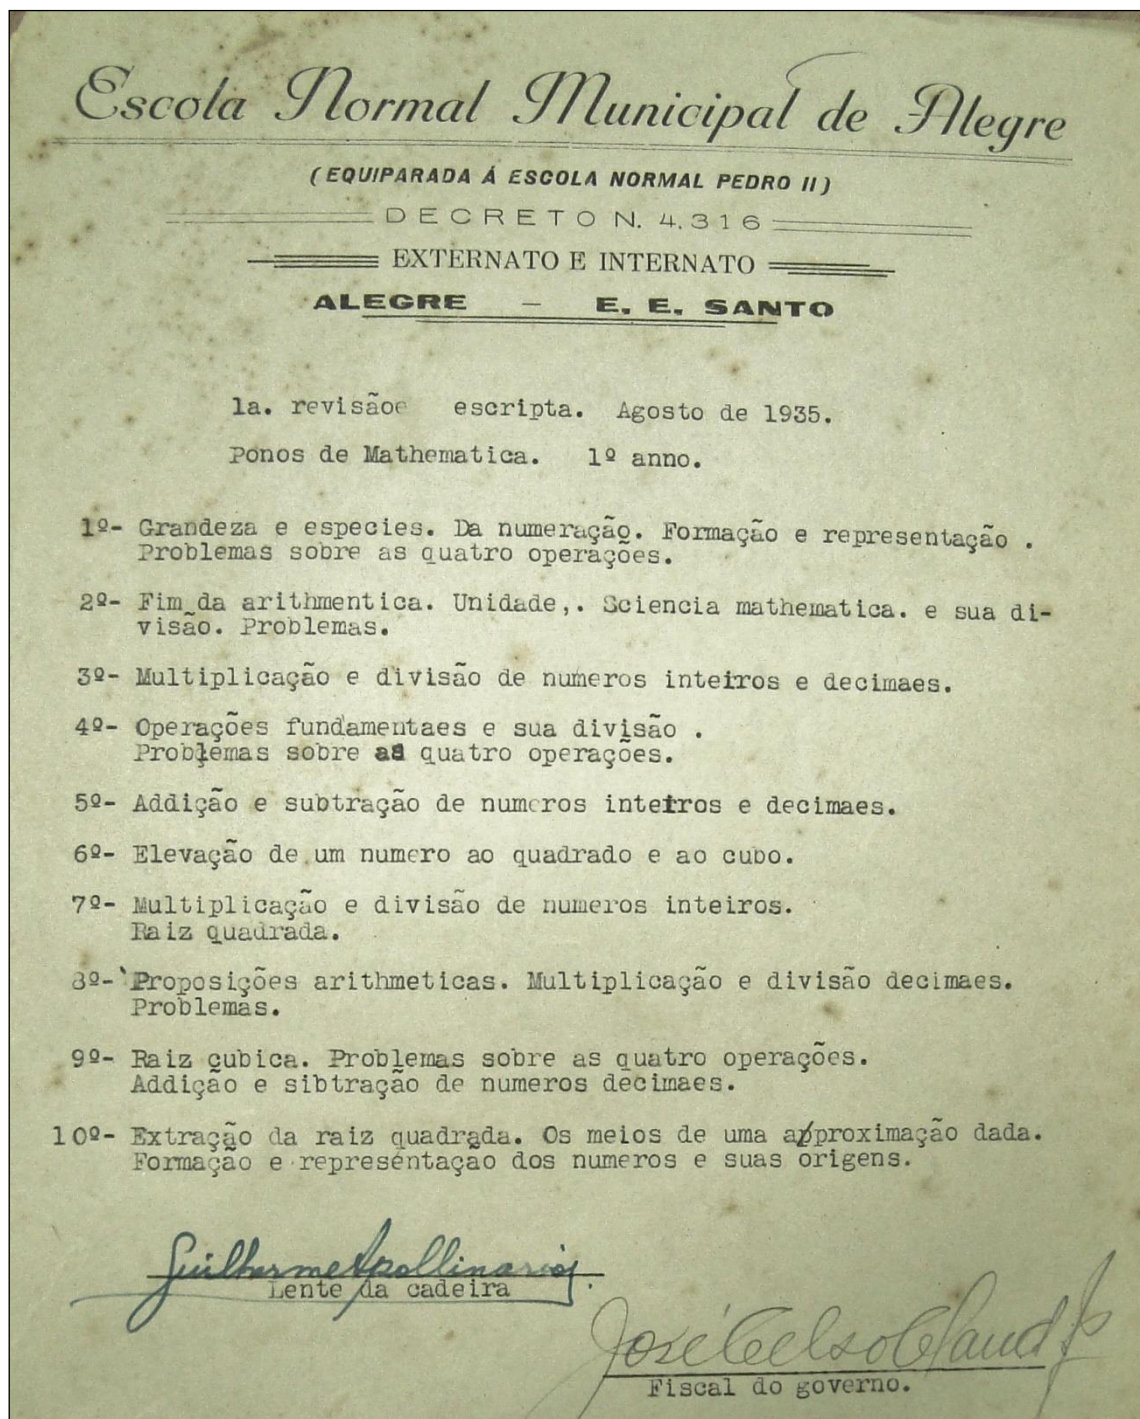 Escola Normal Municipal de Alegre
(EQUIPARADA Á ESCOLA NORMAL PEDRO II)
DECRETO N. 4.316
EXTERNATO E INTERNATO
ALEGRE – E. E. SANTO
1a. revisãoe escripta. Agosto de 1935.
Ponos de Mathematica. 1º anno.
1º- Grandeza e especies. Da numeração. Formação e representação .
Problemas sobre as quatro operações.
2º- Fim da arithmentica. Unidade,. Sciencia mathematica. e sua di-
visão. Problemas.
3º- Multiplicação e divisão de numeros inteiros e decimaes.
4º- Operações fundamentaes e sua divisão .
Problemas sobre as quatro operações.
5º- Addição e subtração de numeros inteiros e decimaes.
6º- Elevação de um numero ao quadrado e ao cubo.
7º- Multiplicação e divisão de numeros inteiros.
Raiz quadrada.
8º- Proposições arithmeticas. Multiplicação e divisão decimaes.
Problemas.
9º- Raiz cubica. Problemas sobre as quatro operações.
Addição e sibtração de numeros decimaes.
10º- Extração da raiz quadrada. Os meios de uma approximação dada.
Formação e representaçao dos numeros e suas origens.
Guilherme Apollinario
Lente da cadeira
José Celso
Fiscal do governo.